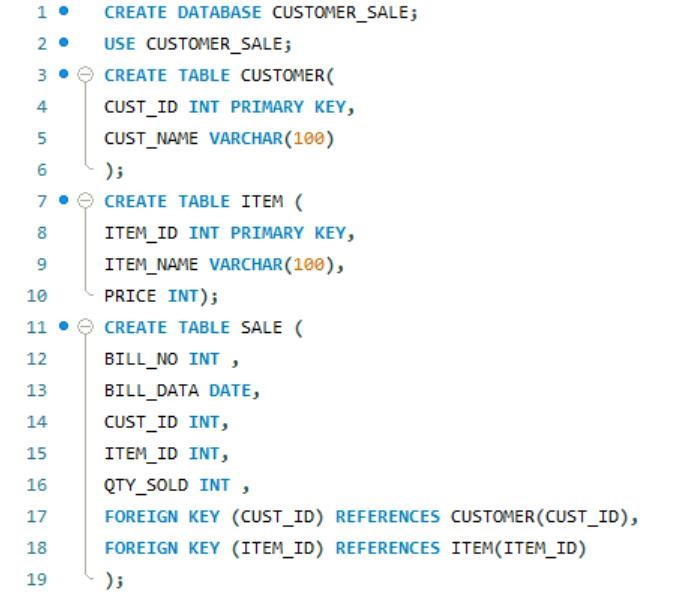 1 CREATE DATABASE CUSTOMER_SALE;
2 USE CUSTOMER_SALE;
3 CREATE TABLE CUSTOMER(
4 CUST_ID INT PRIMARY KEY,
5 CUST_NAME VARCHAR(100)
6 );
7 CREATE TABLE ITEM (
8 ITEM_ID INT PRIMARY KEY,
9 ITEM_NAME VARCHAR(100),
10 PRICE INT);
11 CREATE TABLE SALE (
12 BILL_NO INT ,
13 BILL_DATA DATE,
14 CUST_ID INT,
15 ITEM_ID INT,
16 QTY_SOLD INT ,
17 FOREIGN KEY (CUST_ID) REFERENCES CUSTOMER(CUST_ID),
18 FOREIGN KEY (ITEM_ID) REFERENCES ITEM(ITEM_ID)
19 );